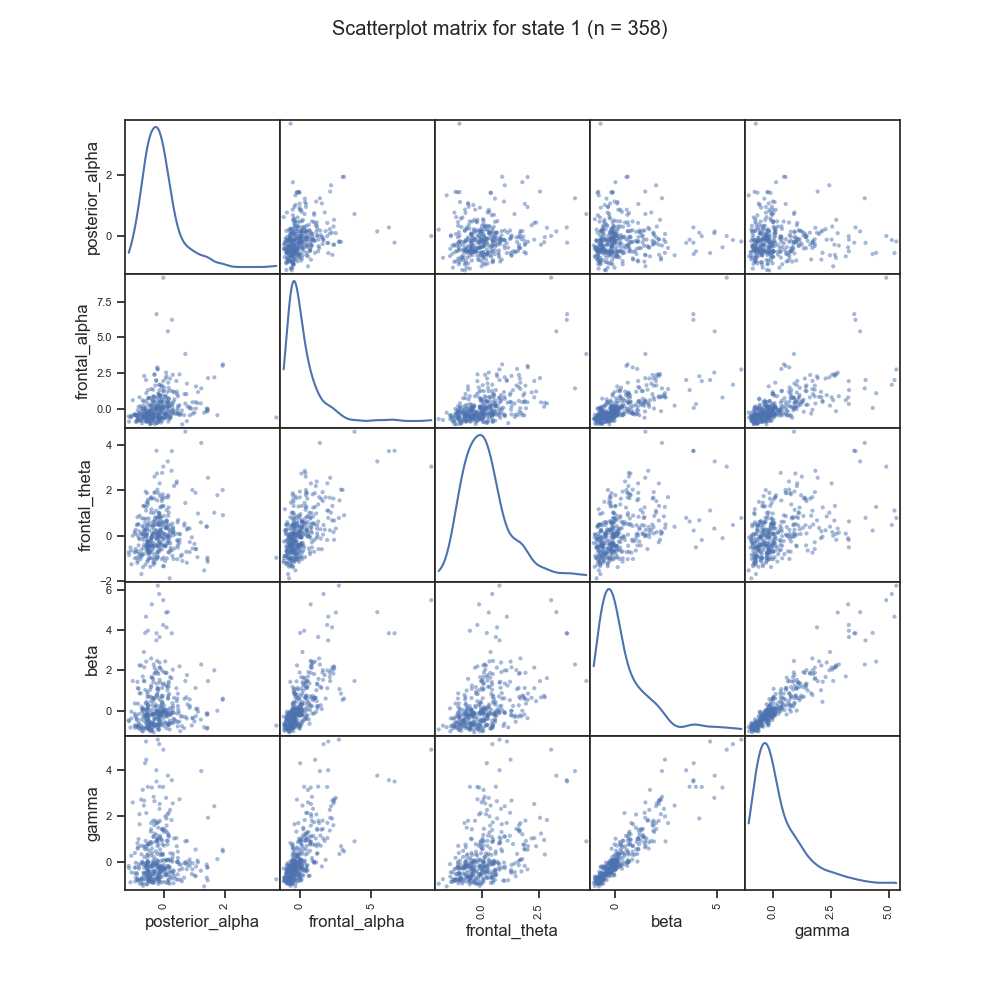 Scatterplot matrix for state 1 (n = 358)
posterior_alpha
2
0
frontal_alpha
7.5
5.0
2.5
0.0
frontal_theta
4
2
0
−2
beta
6
4
2
0
gamma
4
2
0
0
2
0
5
0.0
2.5
0
5
0.0
2.5
5.0
posterior_alpha
frontal_alpha
frontal_theta
beta
gamma